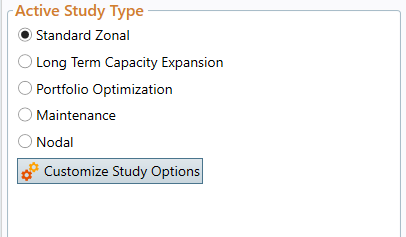 Active Study Type
Standard Zonal
Long Term Capacity Expansion
Portfolio Optimization
Maintenance
Nodal
Customize Study Options